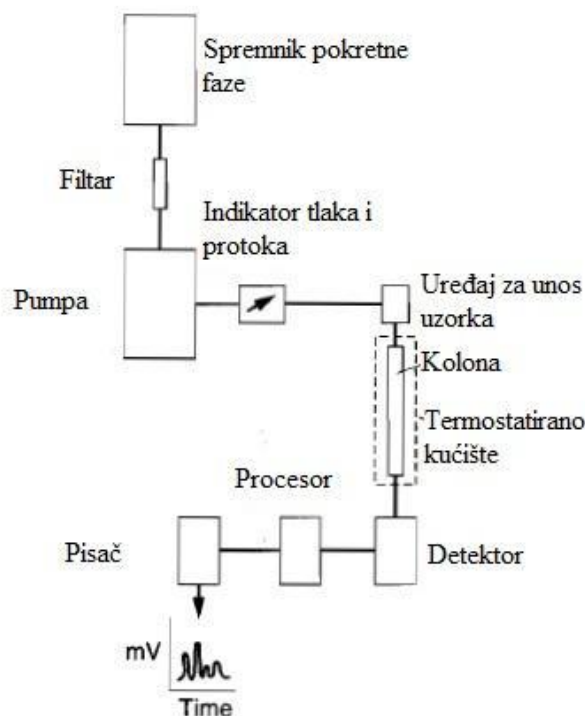 Spremnik pokretne
faze
Filtar
Indikator tlaka i
protoka
Pumpa
Uređaj za unos
uzorka
Kolona
Termostatirano
kućište
Procesor
Pisač
Detektor
mV
Time